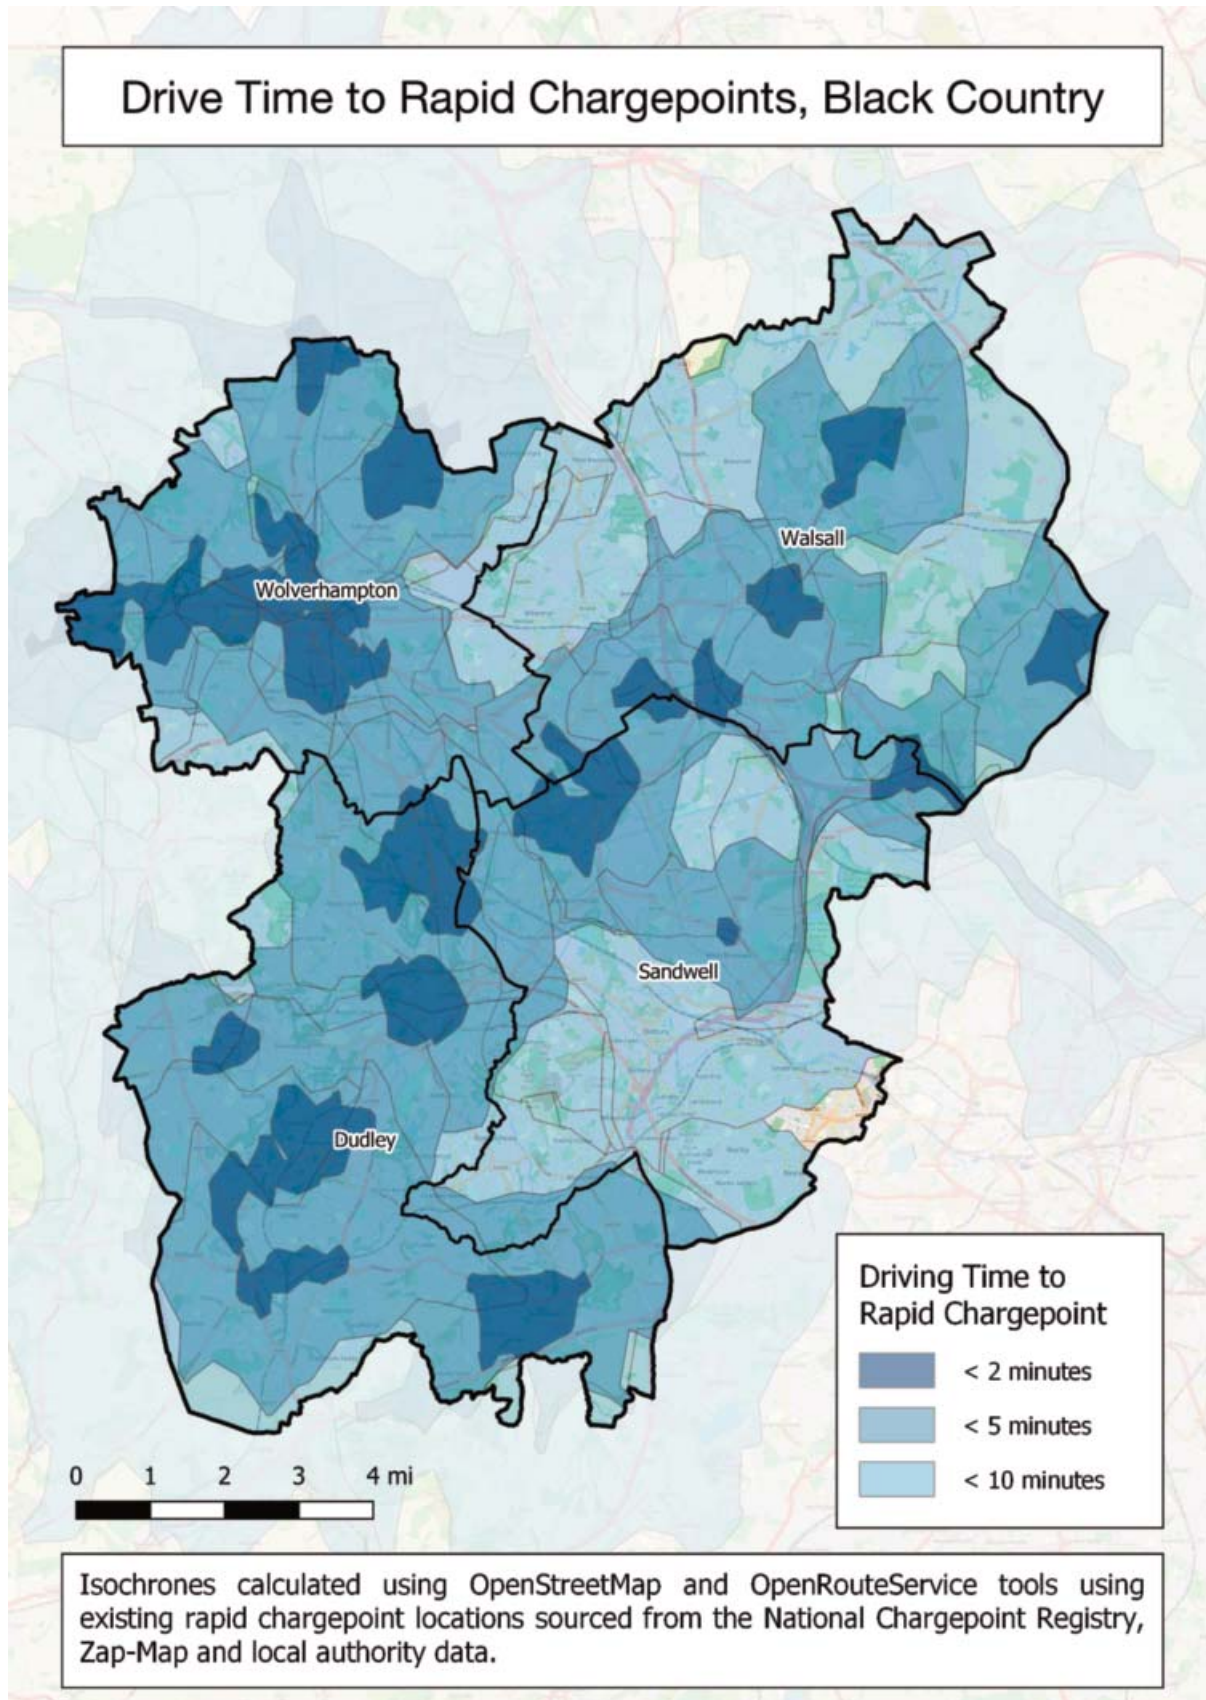 Drive Time to Rapid Chargepoints, Black Country
Walsall
Wolverhampton
Sandwell
Dudley
Driving Time to
Rapid Chargepoint
< 2 minutes
< 5 minutes
< 10 minutes
0 1 2 3 4 mi
Isochrones calculated using OpenStreetMap and OpenRouteService tools using
existing rapid chargepoint locations sourced from the National Chargepoint Registry,
Zap-Map and local authority data.